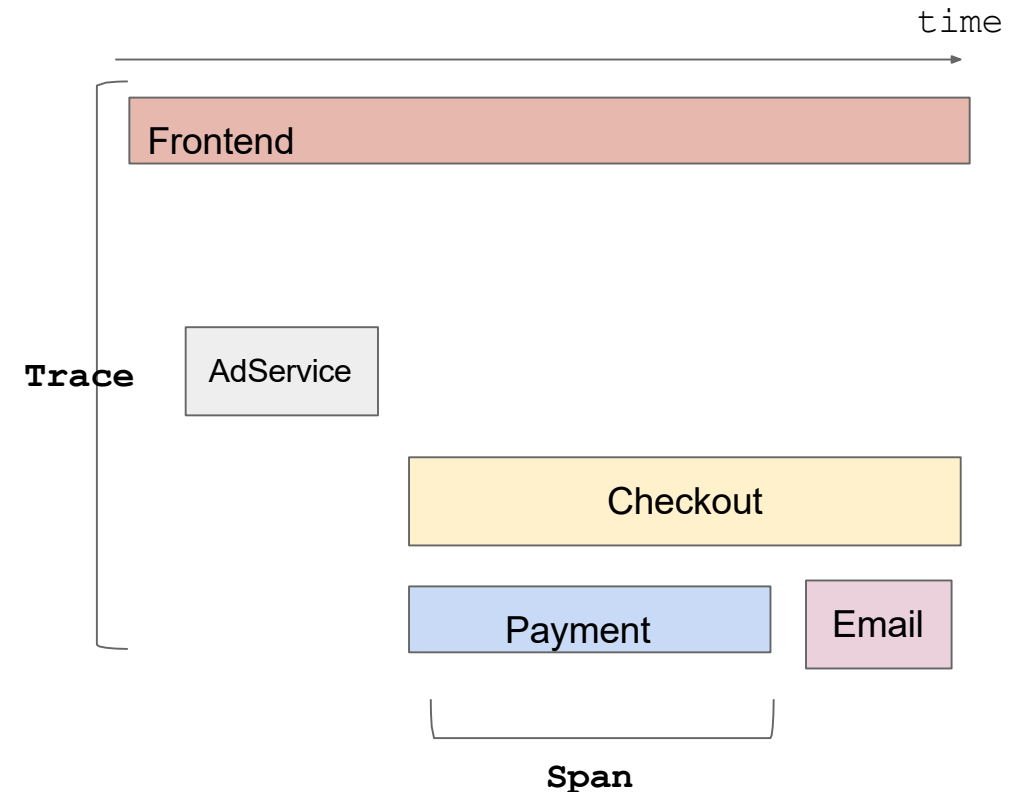 time
Frontend
Trace
AdService
Checkout
Payment
Email
Span